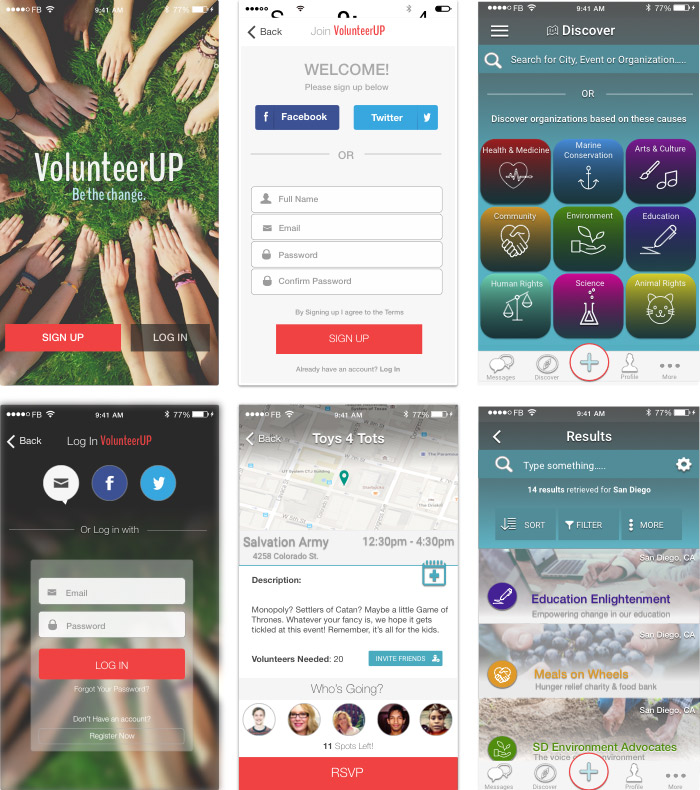 FB 9:41 AM 77%
VolunteerUP
Be the change.
SIGN UP
LOG IN
Back
Join VolunteerUP
WELCOME!
Please sign up below
f Facebook
Twitter
OR
Full Name
Email
Password
Confirm Password
By Signing up I agree to the Terms
SIGN UP
Already have an account? Log In
FB 9:41 AM 77%
Discover
Search for City, Event or Organization.....
OR
Discover organizations based on these causes
Health & Medicine
Marine
Conservation
Arts & Culture
Community
Environment
Education
Human Rights
Science
Animal Rights
Messages
Discover
Profile
More
FB 9:41 AM 77%
Back
Log In VolunteerUP
f
Or Log in with
Email
Password
LOG IN
Forgot Your Password?
Don't Have an account?
Register Now
FB 9:41 AM 77%
Back
Toys 4 Tots
Salvation Army
12:30pm - 4:30pm
4258 Colorado St.
Description:
Monopoly? Settlers of Catan? Maybe a little Game of
Thrones. Whatever your fancy is, we hope it gets
tickled at this event! Remember, it's all for the kids.
Volunteers Needed: 20
INVITE FRIENDS
Who's Going?
11 Spots Left!
RSVP
FB 9:41 AM 77%
Results
Type something.....
14 results retrieved for San Diego
SORT
FILTER
MORE
San Diego, CA
Education Enlightenment
Empowering change in our education
San Diego, CA
Meals on Wheels
Hunger relief charity & food bank
San Diego, CA
SD Environment Advocates
The voice environment
Messages
Discover
Profile
More